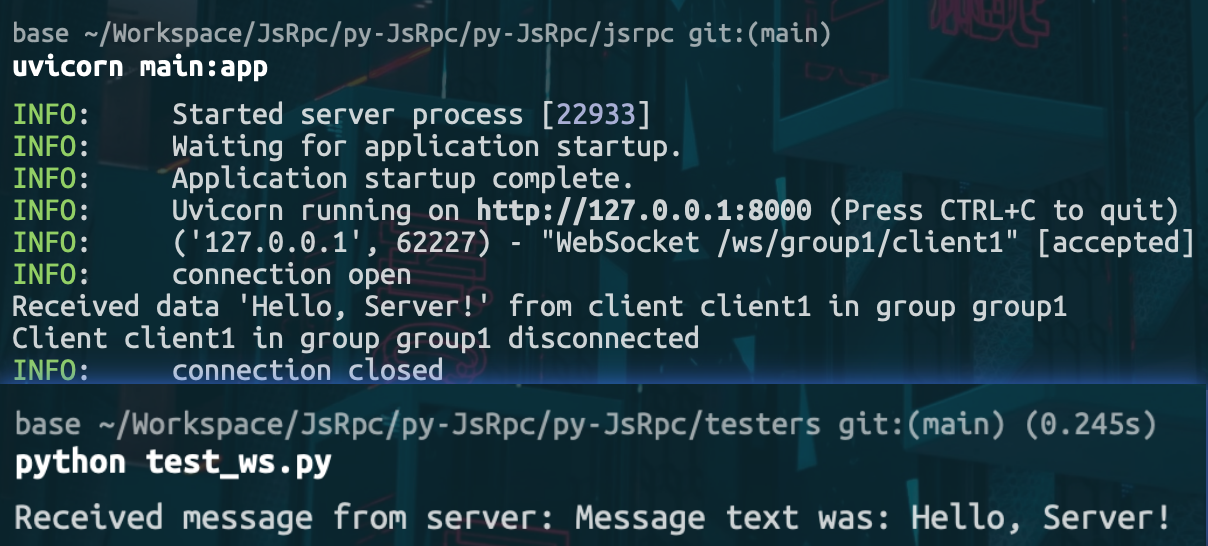 base ~/Workspace/JsRpc/py-JsRpc/py-JsRpc/jsrpc git:(main)
uvicorn main:app
INFO:     Started server process [22933]
INFO:     Waiting for application startup.
INFO:     Application startup complete.
INFO:     Uvicorn running on http://127.0.0.1:8000 (Press CTRL+C to quit)
INFO:     ('127.0.0.1', 62227) - "WebSocket /ws/group1/client1" [accepted]
INFO:     connection open
Received data 'Hello, Server!' from client client1 in group group1
Client client1 in group group1 disconnected
INFO:     connection closed
base ~/Workspace/JsRpc/py-JsRpc/py-JsRpc/testers git:(main) (0.245s)
python test_ws.py
Received message from server: Message text was: Hello, Server!